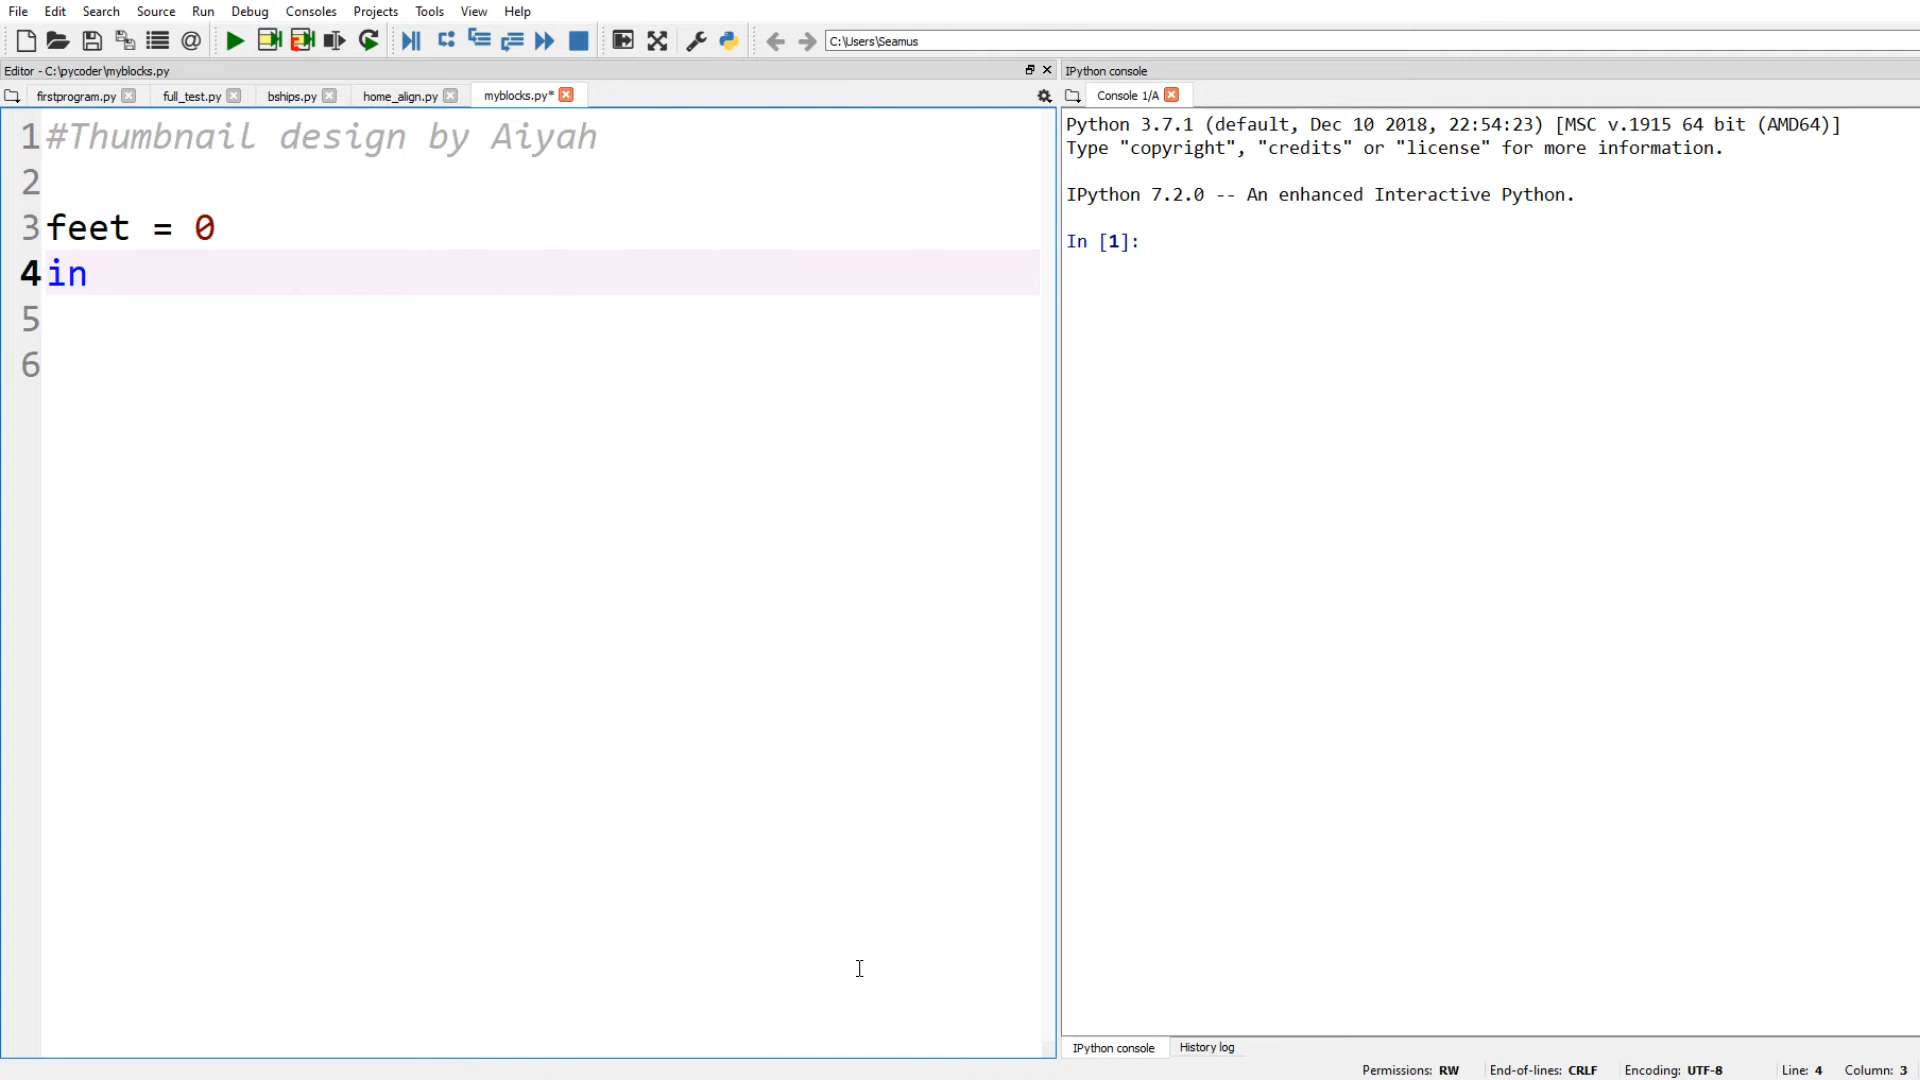 File Edit Search Source Run Debug Consoles Projects Tools View Help
C:\Users\Seamus
Editor - C:\pycoder\myblocks.py
IPython console
firstprogram.py full_test.py bships.py home_align.py myblocks.py*
Console 1/A
1 #Thumbnail design by Aiyah
2
3 feet = 0
4 in
5
6
Python 3.7.1 (default, Dec 10 2018, 22:54:23) [MSC v.1915 64 bit (AMD64)]
Type "copyright", "credits" or "license" for more information.
IPython 7.2.0 -- An enhanced Interactive Python.
In [1]:
IPython console History log
Permissions: RW End-of-lines: CRLF Encoding: UTF-8 Line: 4 Column: 3